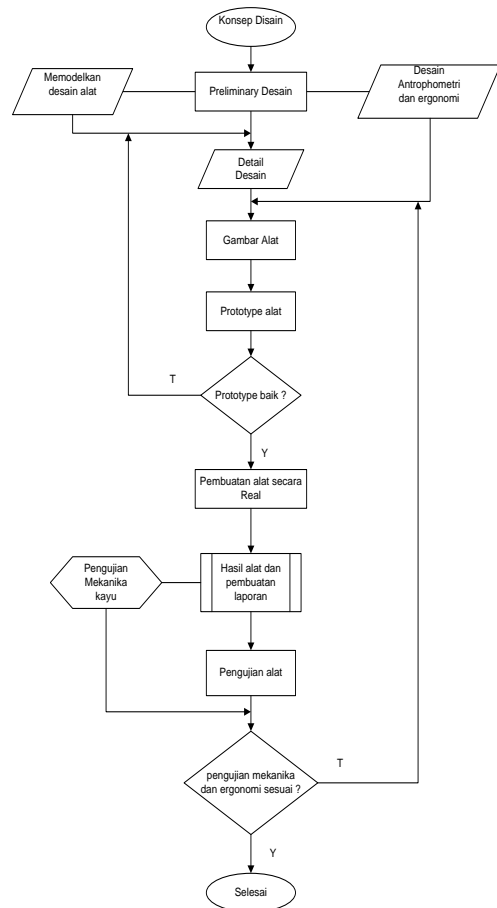 Konsep Disain
Memodelkan
desain alat
Preliminary Desain
Desain
Antrophometri
dan ergonomi
Detail
Desain
Gambar Alat
Prototype alat
T
Prototype baik ?
Y
Pembuatan alat secara
Real
Pengujian
Mekanika
kayu
Hasil alat dan
pembuatan
laporan
Pengujian alat
pengujian mekanika
dan ergonomi sesuai ?
T
Y
Selesai